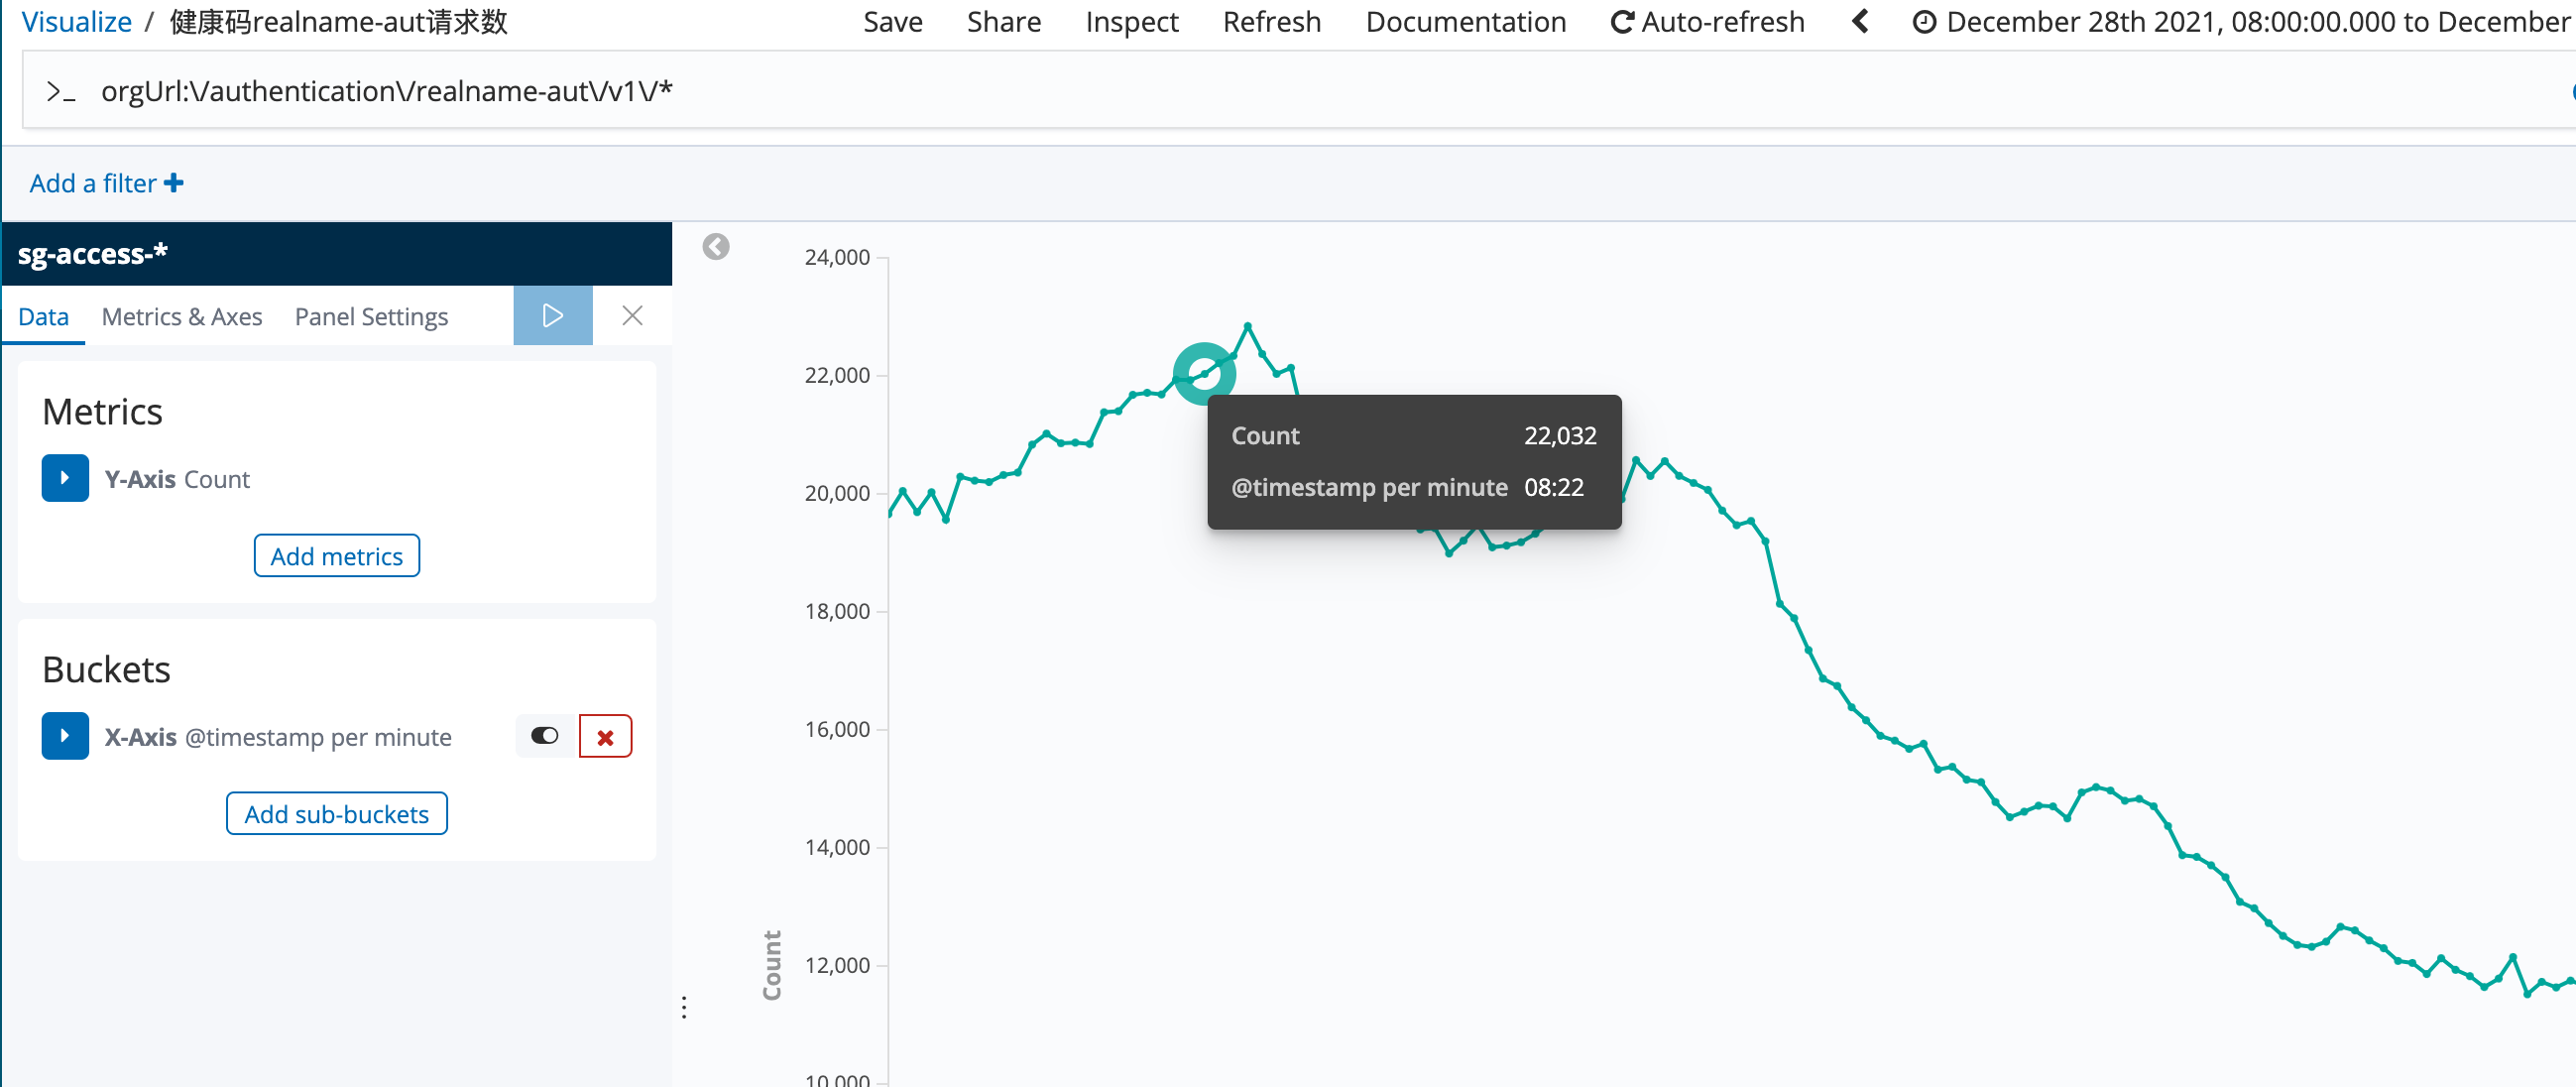 Visualize / 健康码realname-aut请求数
Save Share Inspect Refresh Documentation Auto-refresh December 28th 2021, 08:00:00.000 to December
>_ orgUrl:\/authentication\/realname-aut\/v1\/*
Add a filter
sg-access-*
Data Metrics & Axes Panel Settings
Metrics
Y-Axis Count
Add metrics
Buckets
X-Axis @timestamp per minute
Add sub-buckets
24,000
22,000
20,000
18,000
16,000
14,000
12,000
10,000
Count
Count 22,032
@timestamp per minute 08:22